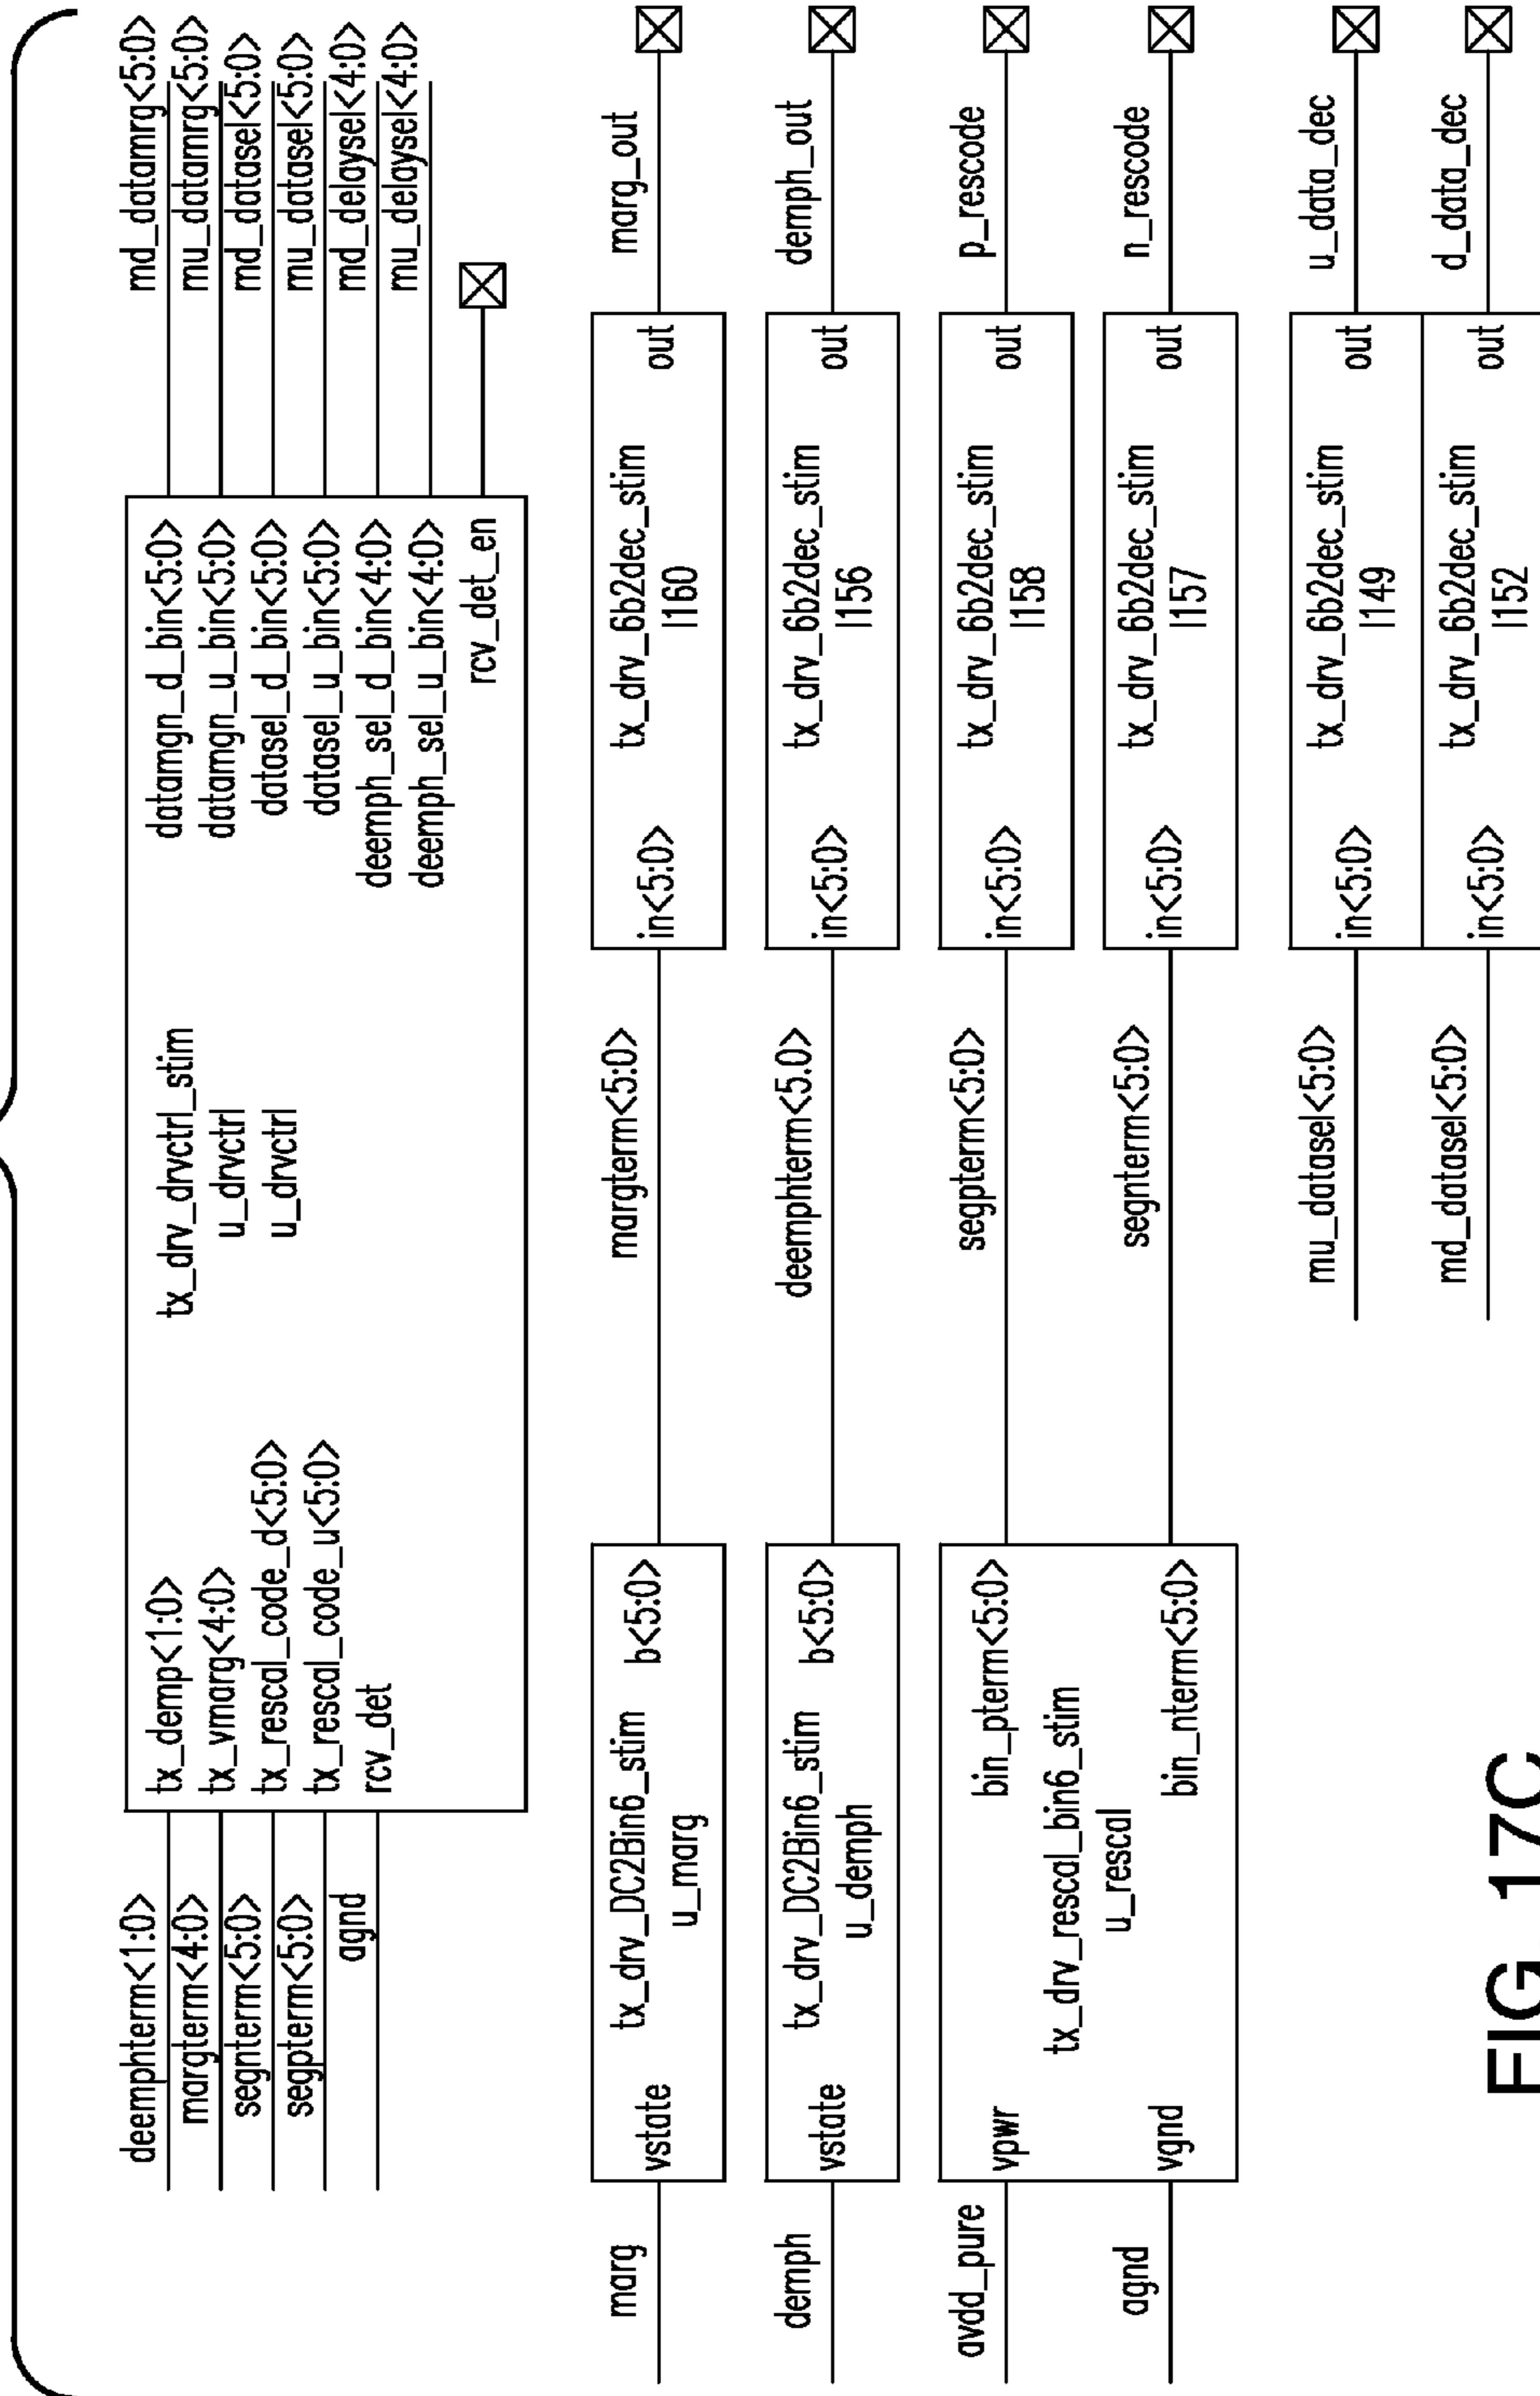 deemphterm<1:0>
margterm<4:0>
segnterm<5:0>
segpterm<5:0>
agnd
tx_demp<1:0>
tx_vmarg<4:0>
tx_rescal_code_d<5:0>
tx_rescal_code_u<5:0>
rcv_det
tx_drv_drvctrl_stim
u_drvctrl
u_drvctrl
datamgn_d_bin<5:0>
datamgn_u_bin<5:0>
datasel_d_bin<5:0>
datasel_u_bin<5:0>
deemph_sel_d_bin<4:0>
deemph_sel_u_bin<4:0>
rcv_det_en
md_datamrg<5:0>
mu_datamrg<5:0>
md_datasel<5:0>
mu_datasel<5:0>
md_delaysel<4:0>
mu_delaysel<4:0>
marg
vstate
tx_drv_DC2Bin6_stim
u_marg
b<5:0>
margterm<5:0>
in<5:0>
tx_drv_6b2dec_stim
I160
out
marg_out
demph
vstate
tx_drv_DC2Bin6_stim
u_demph
b<5:0>
deemphterm<5:0>
in<5:0>
tx_drv_6b2dec_stim
I156
out
demph_out
avdd_pure
vpwr
bin_pterm<5:0>
tx_drv_rescal_bin6_stim
u_rescal
agnd
vgnd
bin_nterm<5:0>
segpterm<5:0>
in<5:0>
tx_drv_6b2dec_stim
I158
out
p_rescode
segnterm<5:0>
in<5:0>
tx_drv_6b2dec_stim
I157
out
n_rescode
mu_datasel<5:0>
in<5:0>
tx_drv_6b2dec_stim
I149
out
u_data_dec
md_datasel<5:0>
in<5:0>
tx_drv_6b2dec_stim
I152
out
d_data_dec
FIG. 17C